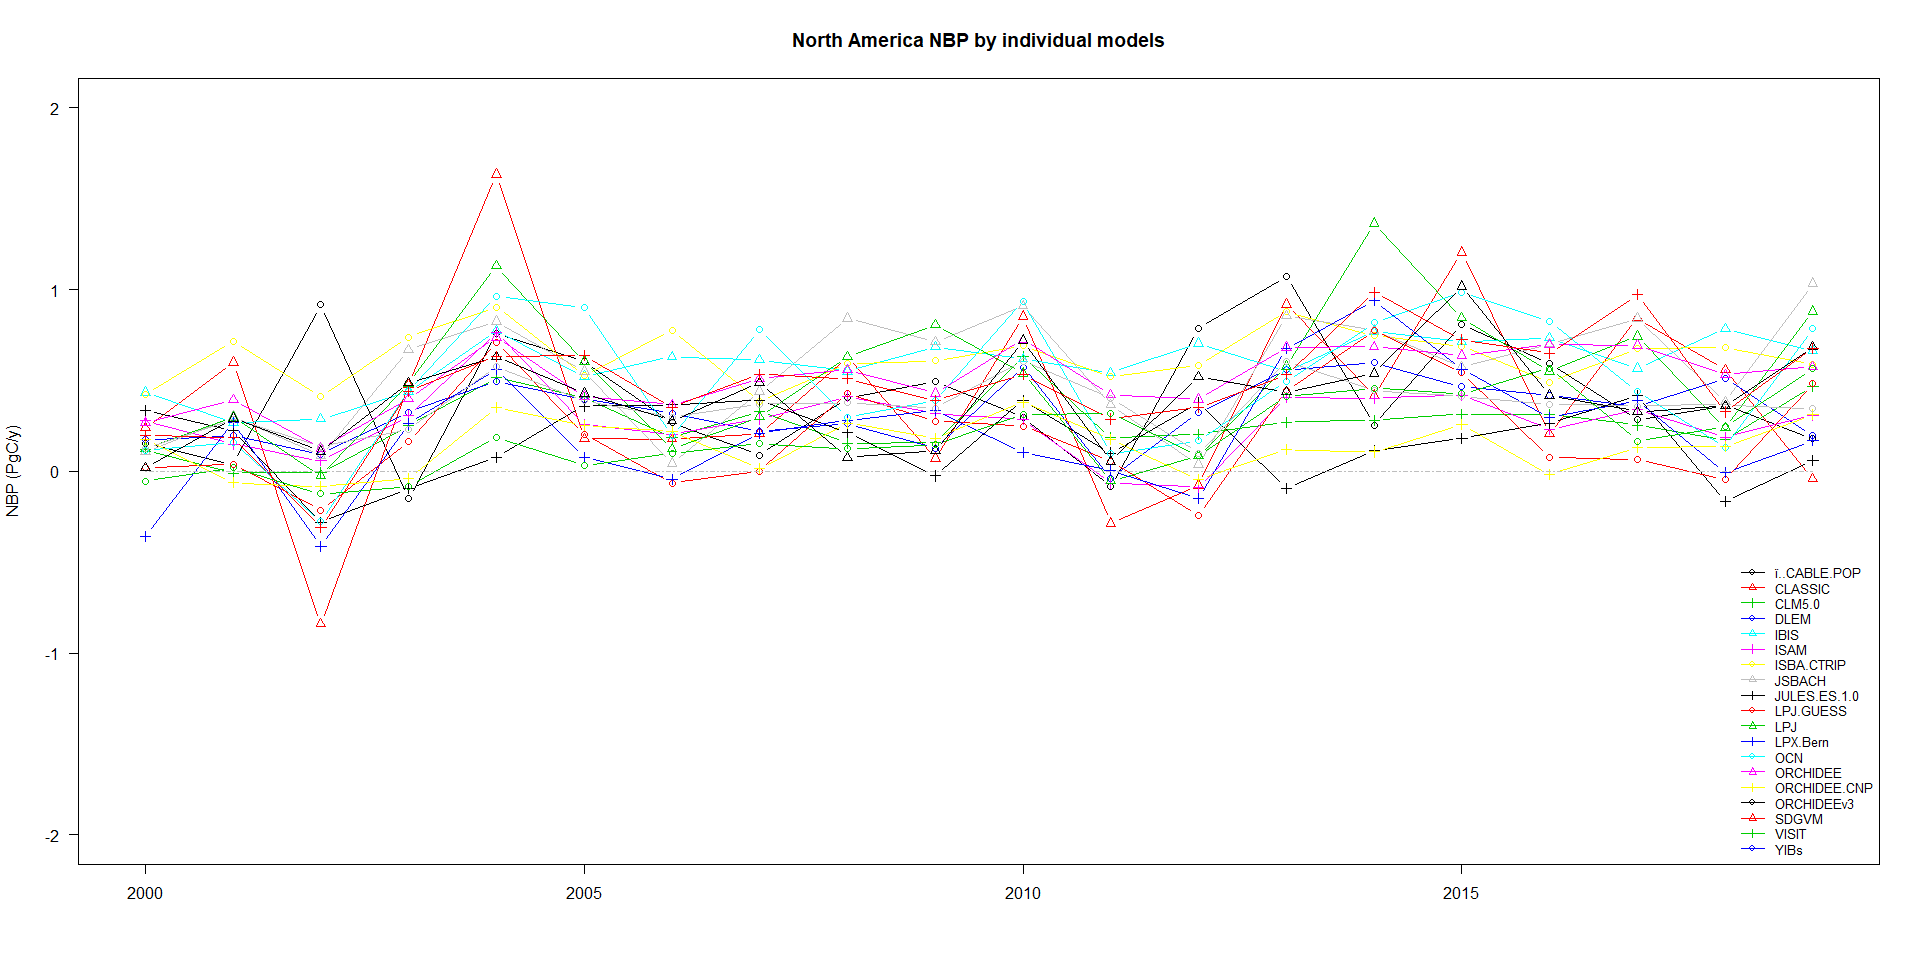 North America NBP by individual models
2
1
0
-1
-2
NBP (PgC/y)
2000
2005
2010
2015
ï..CABLE.POP
CLASSIC
CLM5.0
DLEM
IBIS
ISAM
ISBA.CTRIP
JSBACH
JULES.ES.1.0
LPJ.GUESS
LPJ
LPX.Bern
OCN
ORCHIDEE
ORCHIDEE.CNP
ORCHIDEEv3
SDGVM
VISIT
YIBs